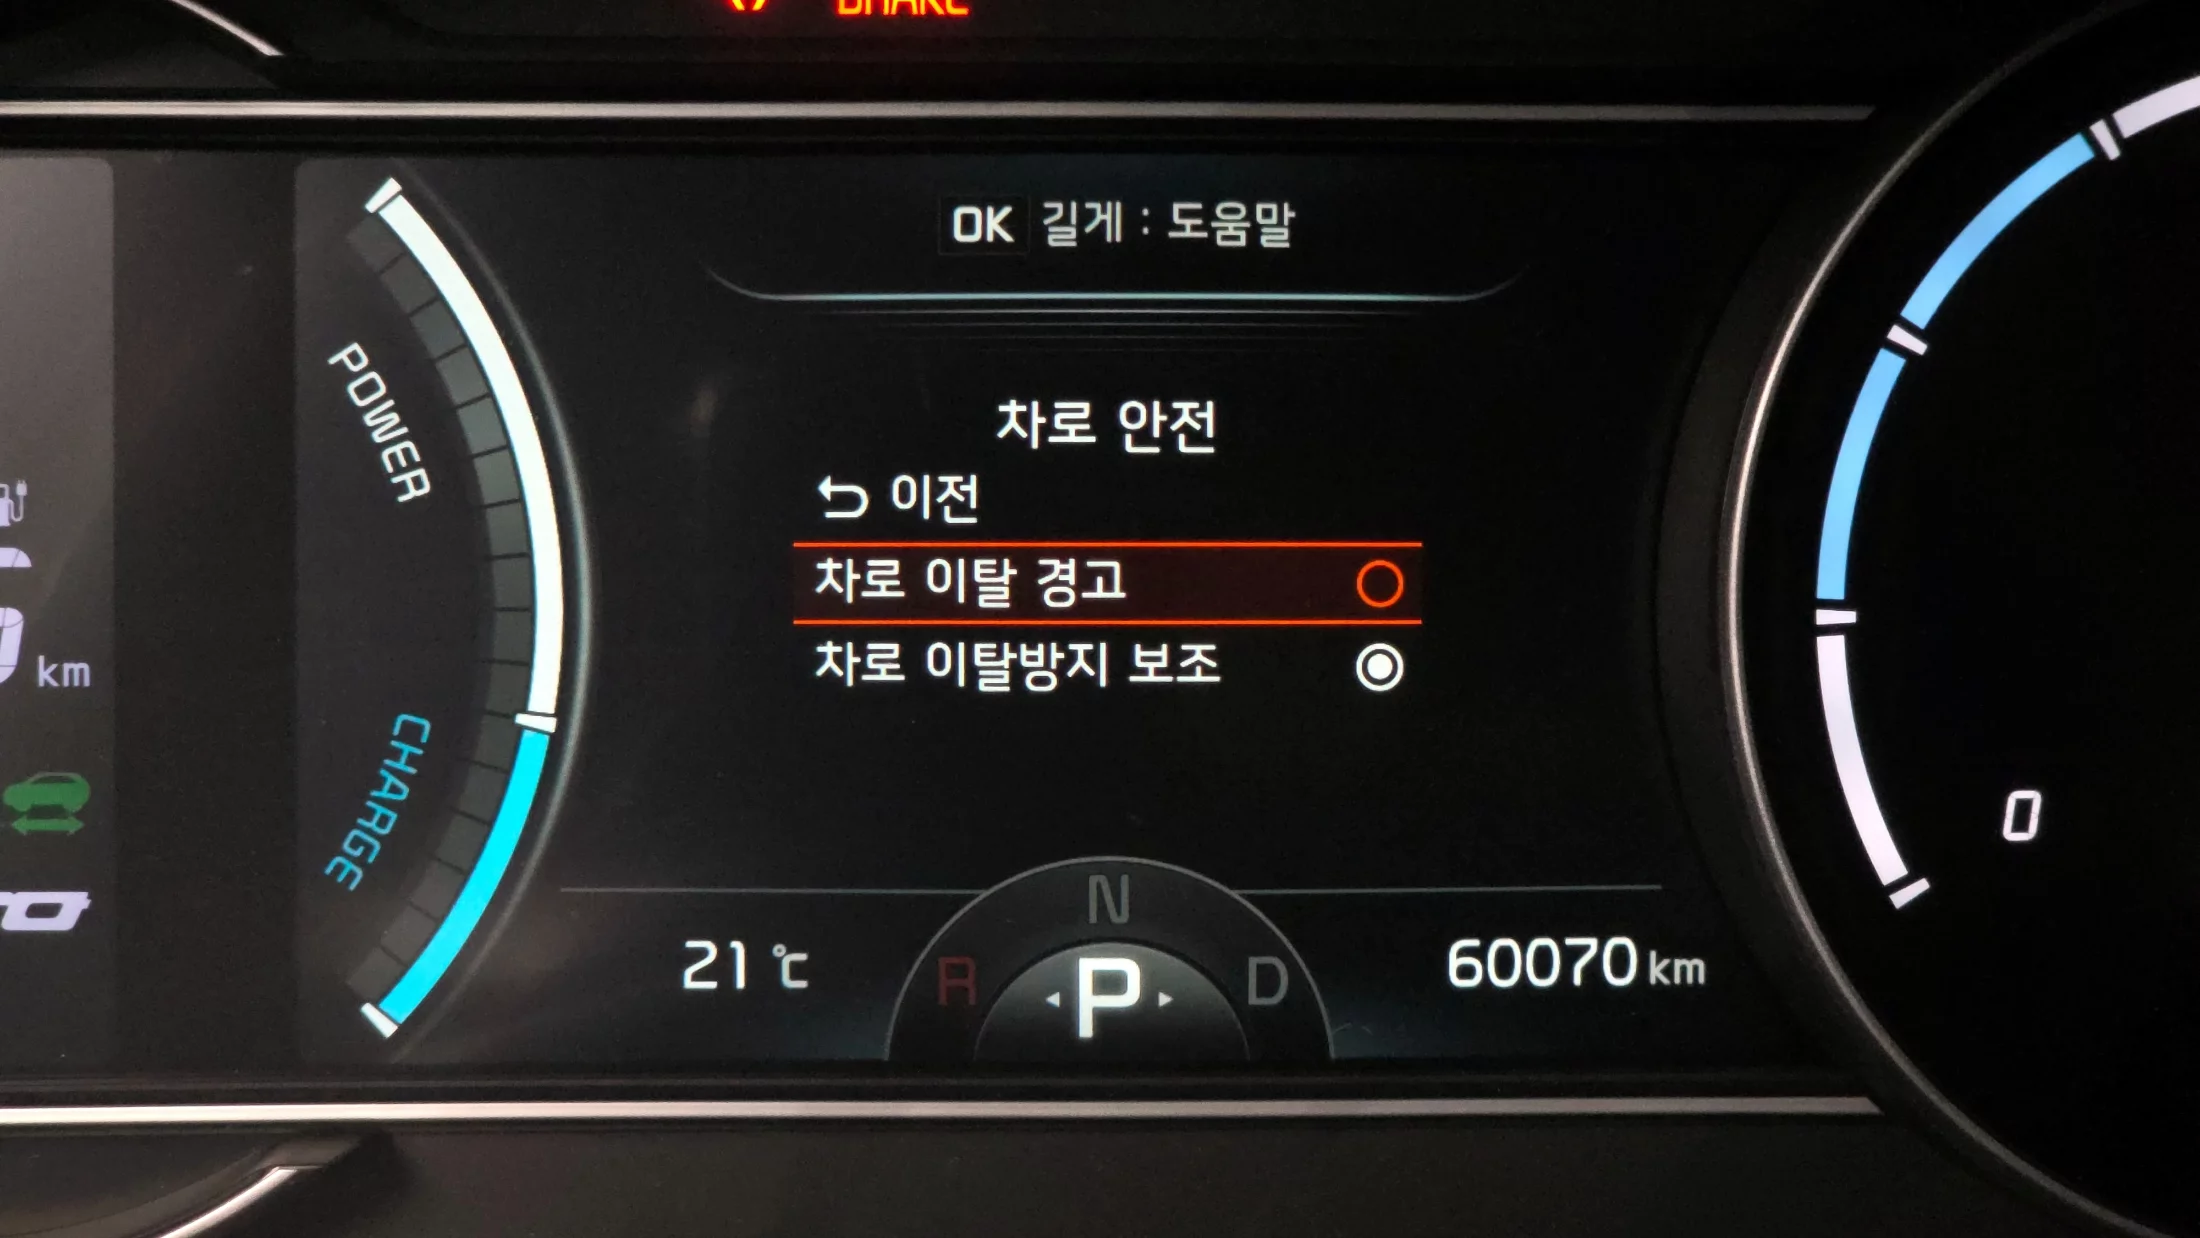 BRAKE
OK 길게 : 도움말
POWER
차로 안전
이전
차로 이탈 경고
차로 이탈방지 보조
km
CHARGE
0
N
R
P
D
21 ℃
60070 km